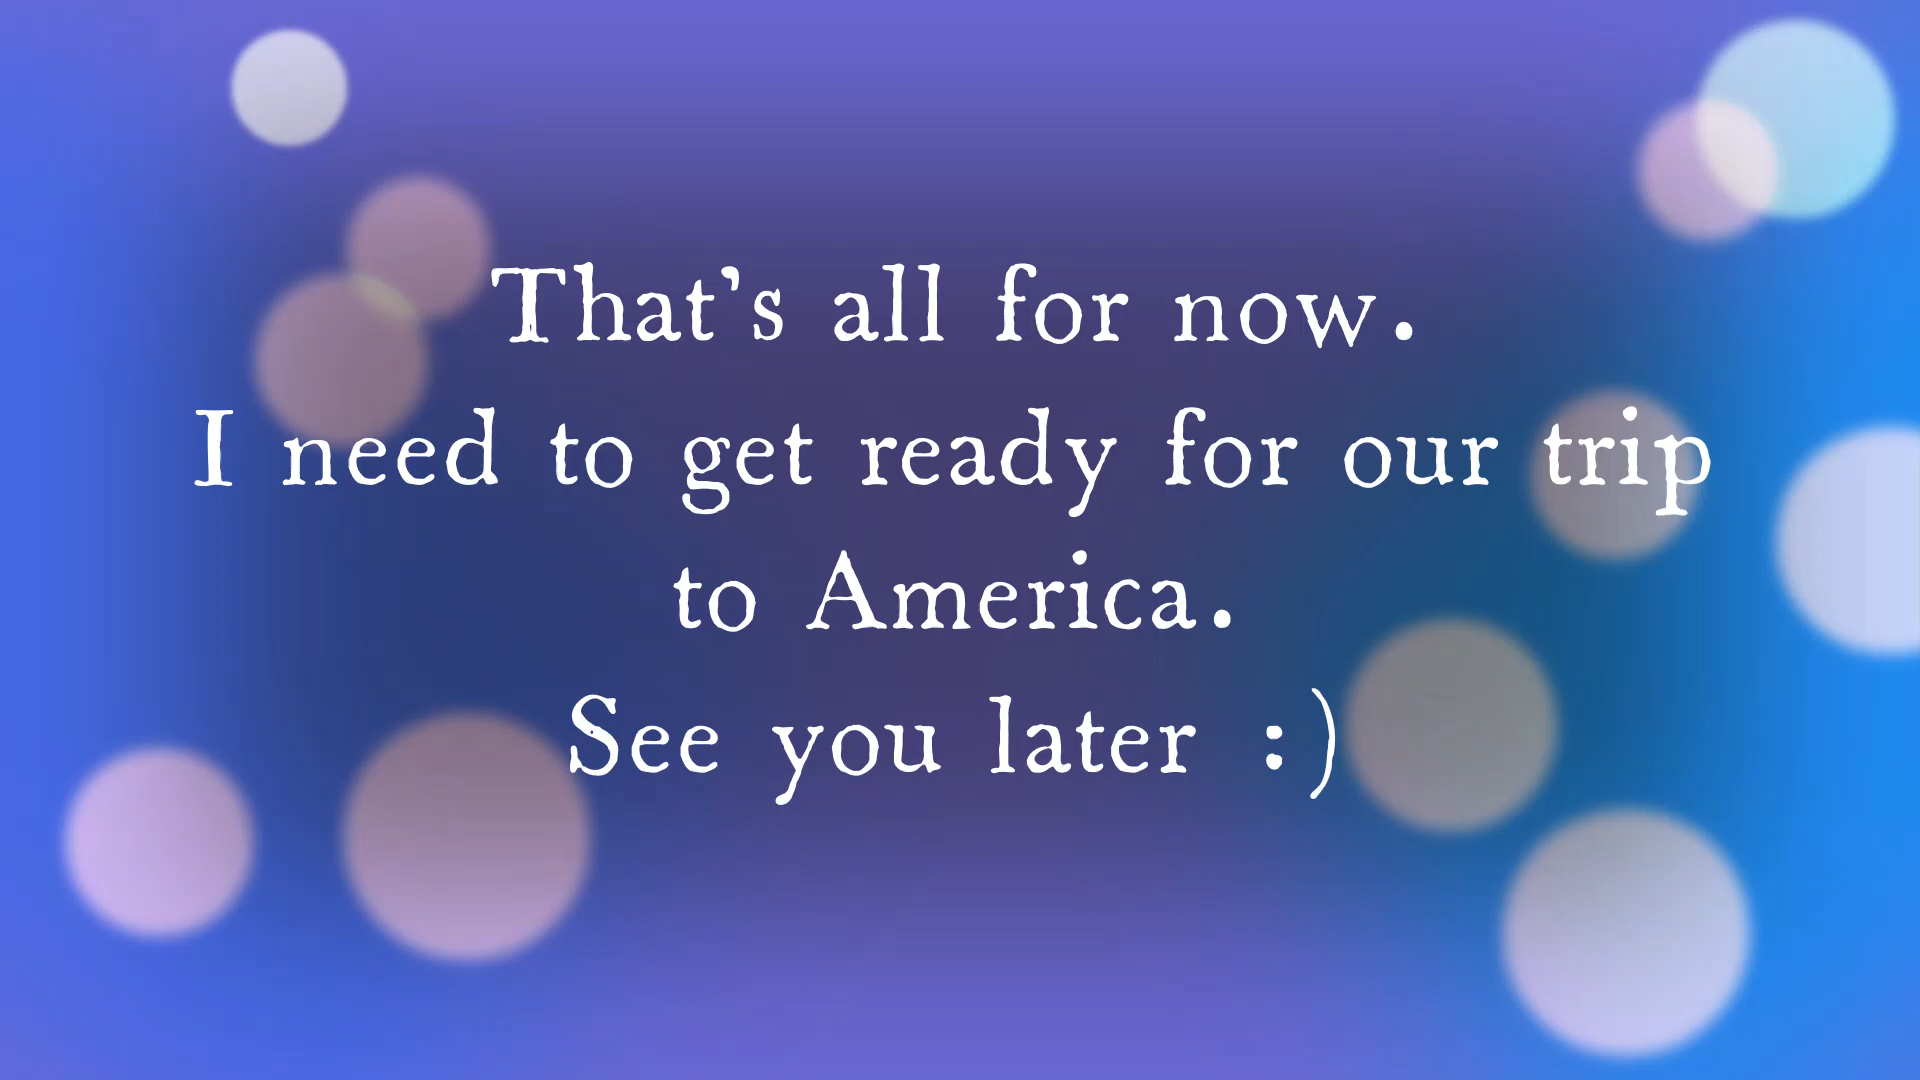 That's all for now.
I need to get ready for our trip
to America.
See you later :)